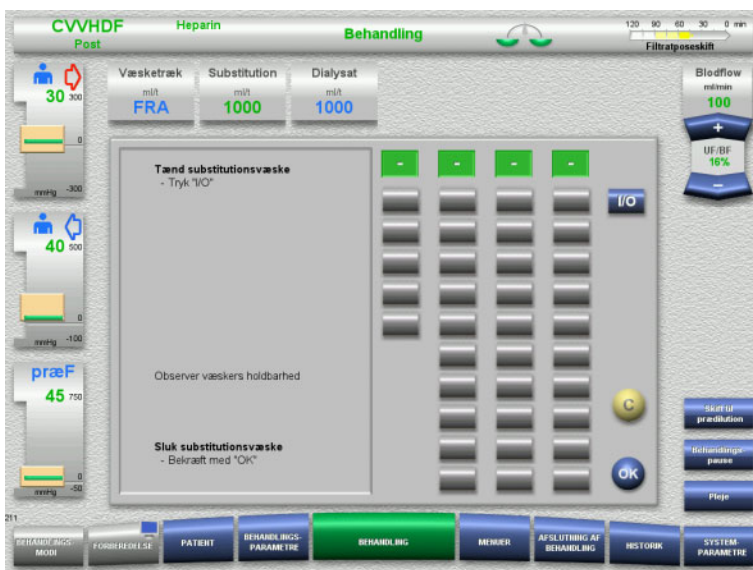 CVVHDF
Heparin
Post
Behandling
120 90 60 30 0 min
Filtratposeskift
30
300
0
mmHg -300
Væsketræk
ml/t
FRA
Substitution
ml/t
1000
Dialysat
ml/t
1000
Blodflow
ml/min
100
+
UF/BF
16%
–
Tænd substitutionsvæske
- Tryk "I/O"
- - - -
I/O
40
500
0
mmHg -100
Observer væskers holdbarhed
Sluk substitutionsvæske
- Bekræft med "OK"
C
OK
præF
45
750
0
mmHg -50
Skift til
prædilution
Behandlings-
pause
Pleje
211
BEHANDLINGS-
MODI
FORBEREDELSE
PATIENT
BEHANDLINGS-
PARAMETRE
BEHANDLING
MENUER
AFSLUTNING AF
BEHANDLING
HISTORIK
SYSTEM-
PARAMETRE